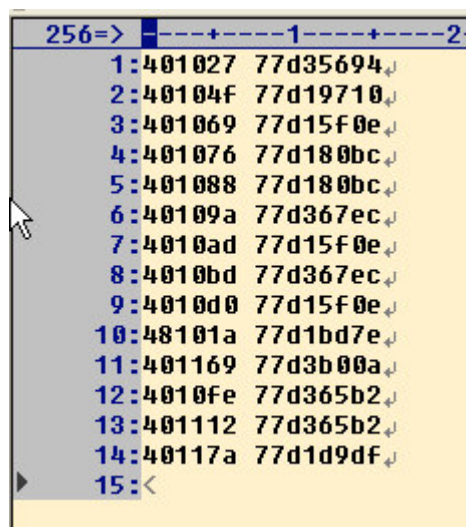 256=> -----+----1----+----2-
1:401027 77d35694
2:40104f 77d19710
3:401069 77d15f0e
4:401076 77d180bc
5:401088 77d180bc
6:40109a 77d367ec
7:4010ad 77d15f0e
8:4010bd 77d367ec
9:4010d0 77d15f0e
10:48101a 77d1bd7e
11:401169 77d3b00a
12:4010fe 77d365b2
13:401112 77d365b2
14:40117a 77d1d9df
15:<